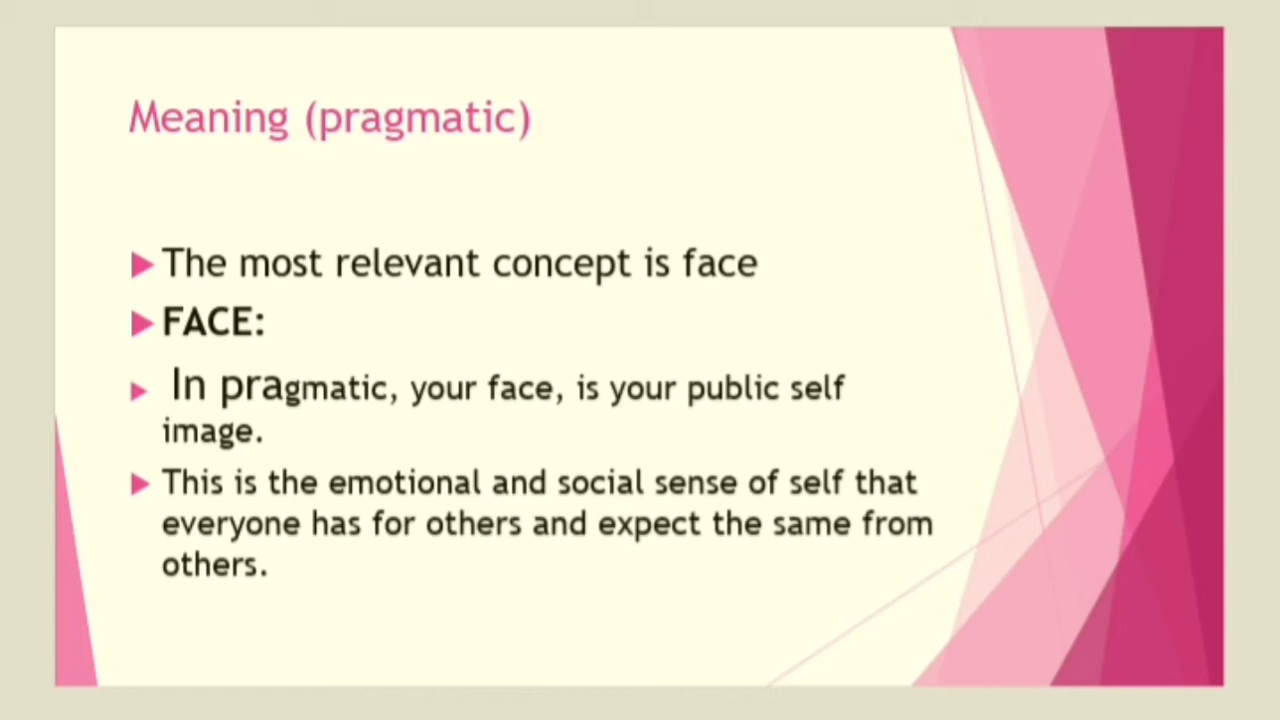 Meaning (pragmatic)
The most relevant concept is face
FACE:
In pragmatic, your face, is your public self
image.
This is the emotional and social sense of self that
everyone has for others and expect the same from
others.